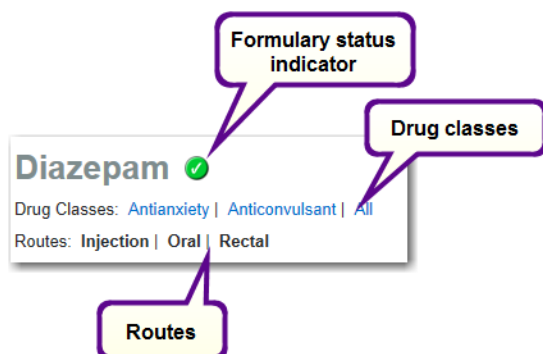 Formulary status
indicator
Drug classes
Diazepam
Drug Classes: Antianxiety | Anticonvulsant | All
Routes: Injection | Oral | Rectal
Routes